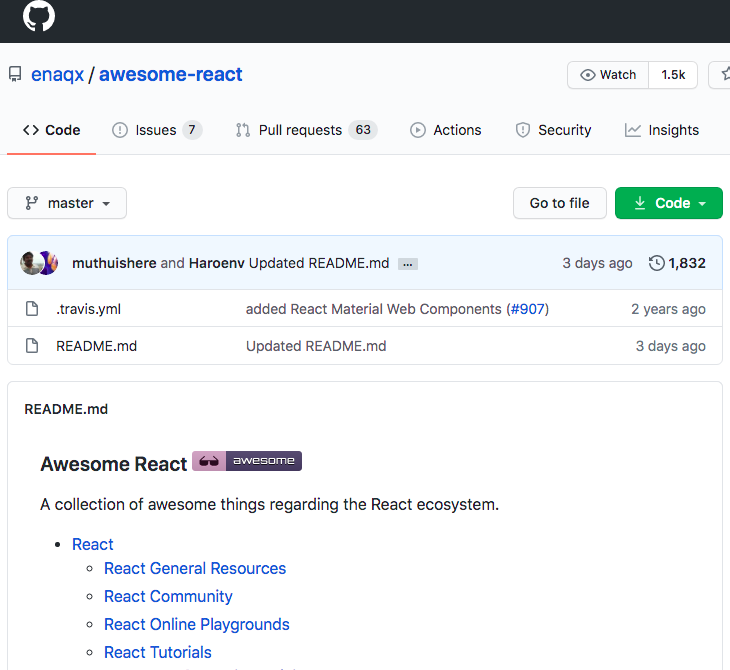 enaqx / awesome-react
Watch 1.5k
Code Issues 7 Pull requests 63 Actions Security Insights
master Go to file Code
muthuishere and Haroenv Updated README.md ... 3 days ago 1,832
.travis.yml added React Material Web Components (#907) 2 years ago
README.md Updated README.md 3 days ago
README.md
Awesome React awesome
A collection of awesome things regarding the React ecosystem.
React
React General Resources
React Community
React Online Playgrounds
React Tutorials